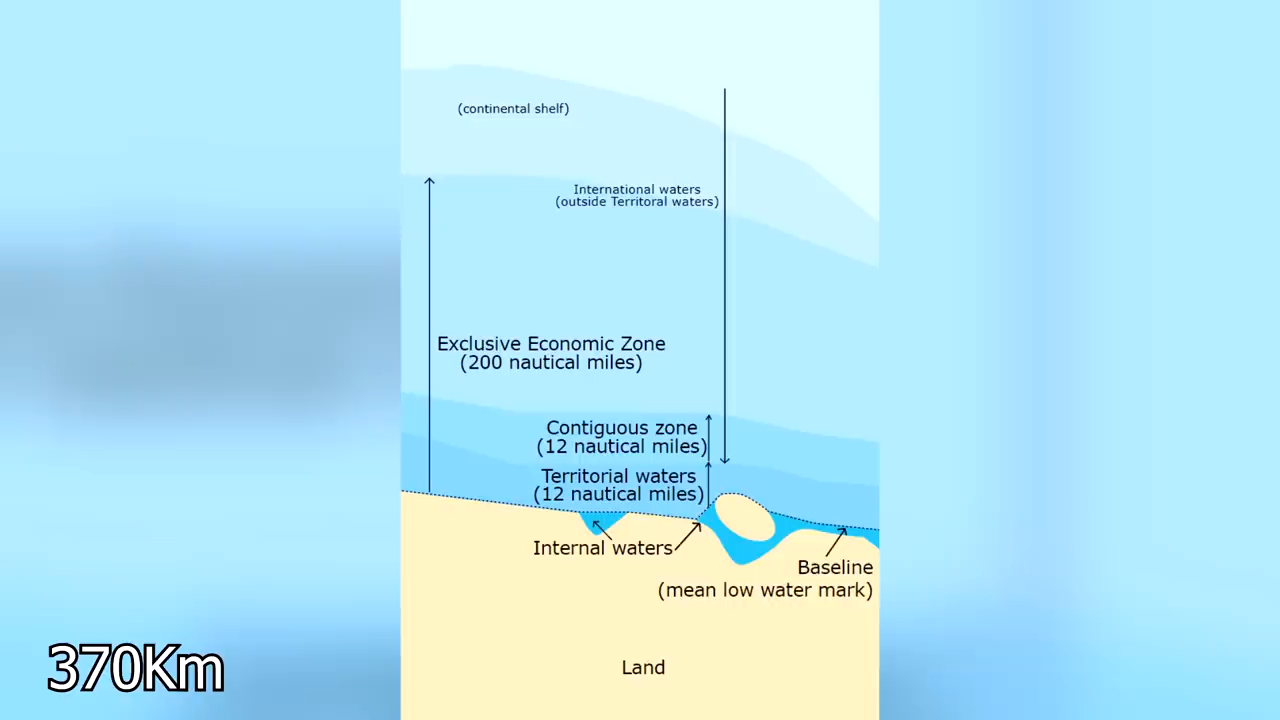 (continental shelf)
International waters
(outside Territoral waters)
Exclusive Economic Zone
(200 nautical miles)
Contiguous zone
(12 nautical miles)
Territorial waters
(12 nautical miles)
Internal waters
Baseline
(mean low water mark)
Land
370Km